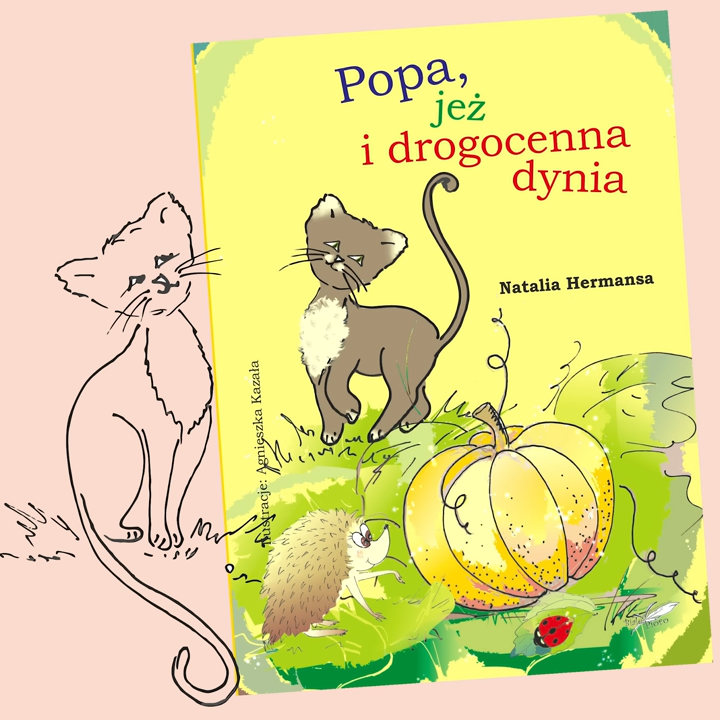 Popa,
jeż
i drogocenna
dynia
Natalia Hermansa
Ilustracje: Agnieszka Kazała